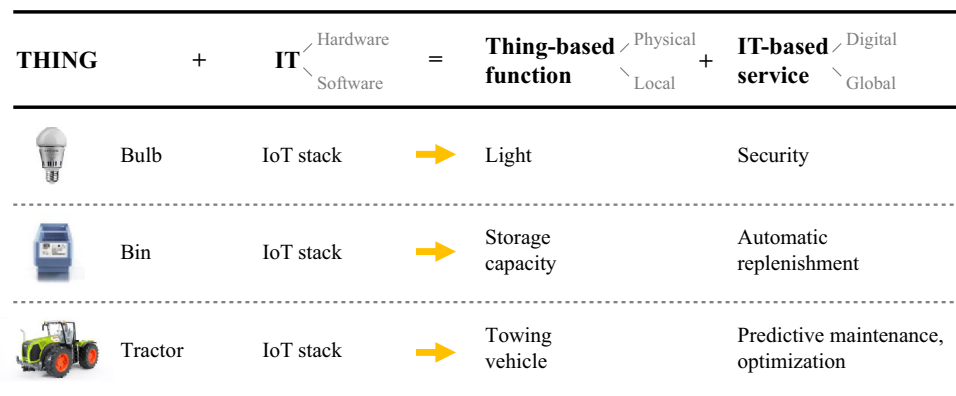 THING + IT Hardware Software = Thing-based function Physical Local + IT-based service Digital Global
Bulb IoT stack Light Security
Bin IoT stack Storage capacity Automatic replenishment
Tractor IoT stack Towing vehicle Predictive maintenance, optimization